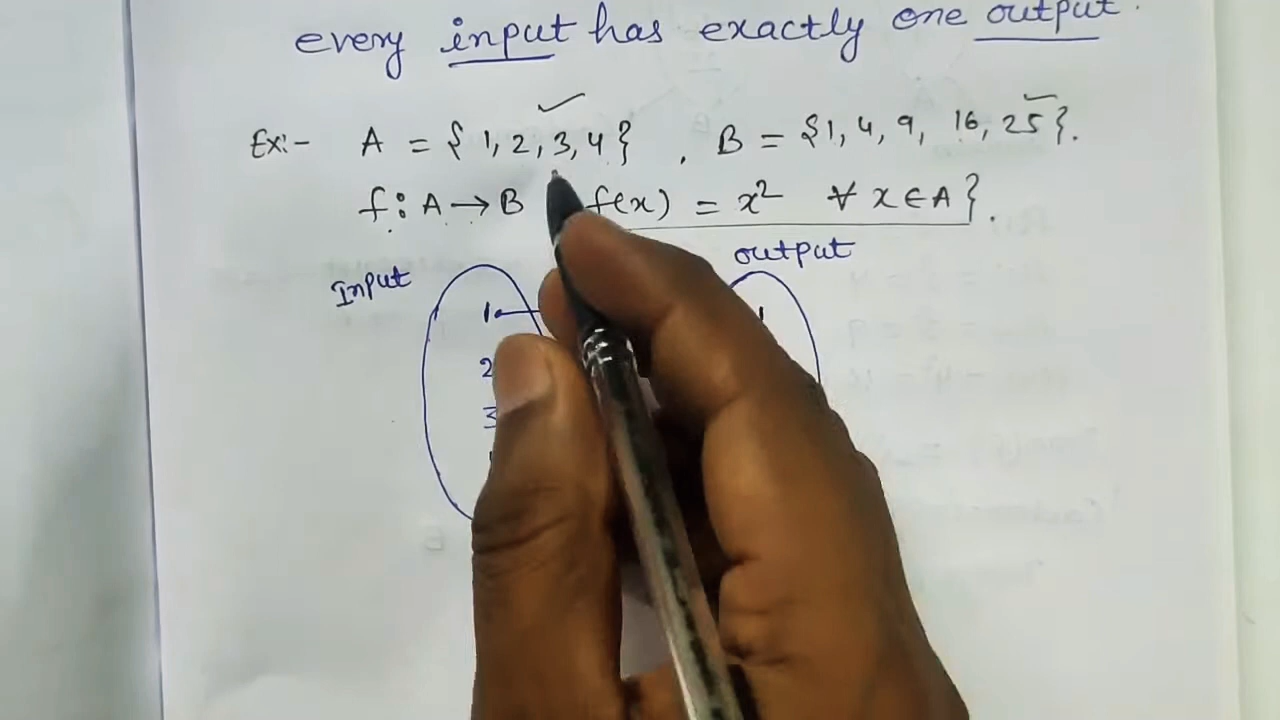 every input has exactly one output.
Ex:- A = { 1, 2, 3, 4 } , B = { 1, 4, 9, 16, 25 }.
f : A → B f(x) = x² ∀ x ∈ A }.
Input output
1 1
2
3